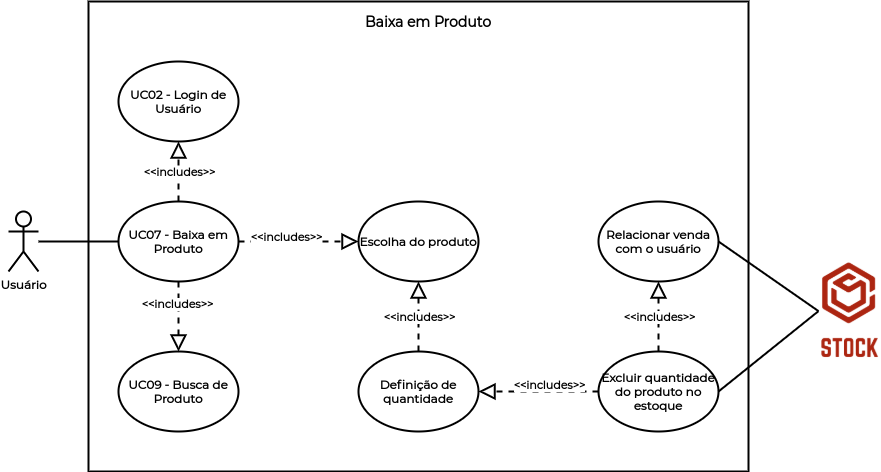 Baixa em Produto
UC02 - Login de
Usuário
<<includes>>
UC07 - Baixa em
Produto
<<includes>>
Escolha do produto
Relacionar venda
com o usuário
Usuário
<<includes>>
<<includes>>
<<includes>>
STOCK
UC09 - Busca de
Produto
Definição de
quantidade
<<includes>>
Excluir quantidade
do produto no
estoque